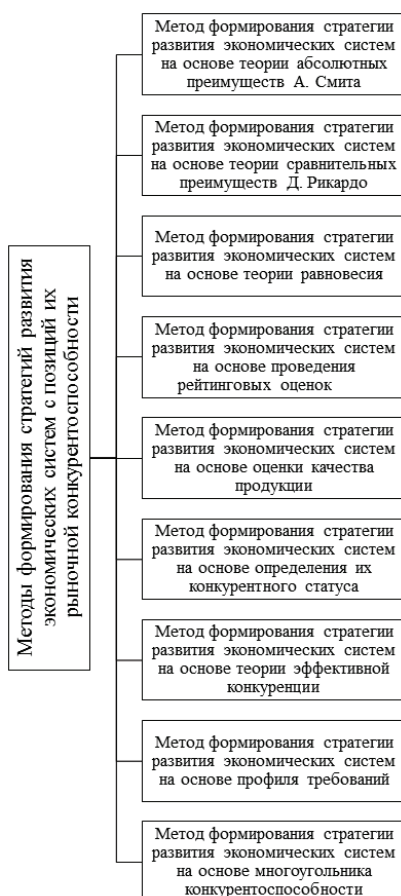 Методы формирования стратегий развития
экономических систем с позиций их
рыночной конкурентоспособности
Метод формирования стратегии
развития экономических систем
на основе теории абсолютных
преимуществ А. Смита
Метод формирования стратегии
развития экономических систем
на основе теории сравнительных
преимуществ Д. Рикардо
Метод формирования стратегии
развития экономических систем
на основе теории равновесия
Метод формирования стратегии
развития экономических систем
на основе проведения
рейтинговых оценок
Метод формирования стратегии
развития экономических систем
на основе оценки качества
продукции
Метод формирования стратегии
развития экономических систем
на основе определения их
конкурентного статуса
Метод формирования стратегии
развития экономических систем
на основе теории эффективной
конкуренции
Метод формирования стратегии
развития экономических систем
на основе профиля требований
Метод формирования стратегии
развития экономических систем
на основе многоугольника
конкурентоспособности